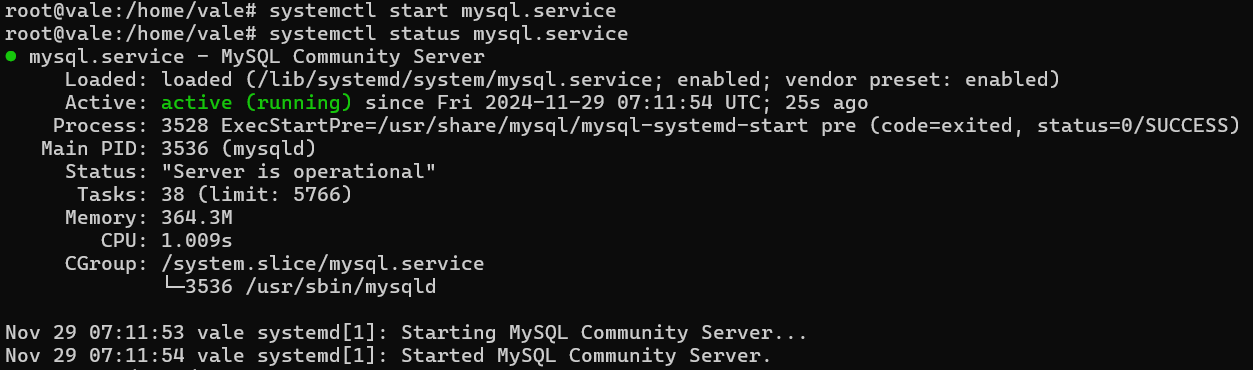 root@vale:/home/vale# systemctl start mysql.service
root@vale:/home/vale# systemctl status mysql.service
● mysql.service - MySQL Community Server
     Loaded: loaded (/lib/systemd/system/mysql.service; enabled; vendor preset: enabled)
     Active: active (running) since Fri 2024-11-29 07:11:54 UTC; 25s ago
    Process: 3528 ExecStartPre=/usr/share/mysql/mysql-systemd-start pre (code=exited, status=0/SUCCESS)
   Main PID: 3536 (mysqld)
     Status: "Server is operational"
      Tasks: 38 (limit: 5766)
     Memory: 364.3M
        CPU: 1.009s
     CGroup: /system.slice/mysql.service
             └─3536 /usr/sbin/mysqld

Nov 29 07:11:53 vale systemd[1]: Starting MySQL Community Server...
Nov 29 07:11:54 vale systemd[1]: Started MySQL Community Server.